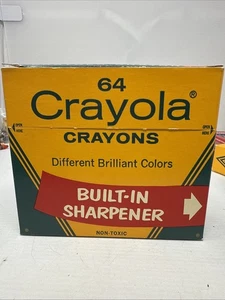 64
Crayola®
CRAYONS
Different Brilliant Colors
BUILT-IN
SHARPENER
NON-TOXIC